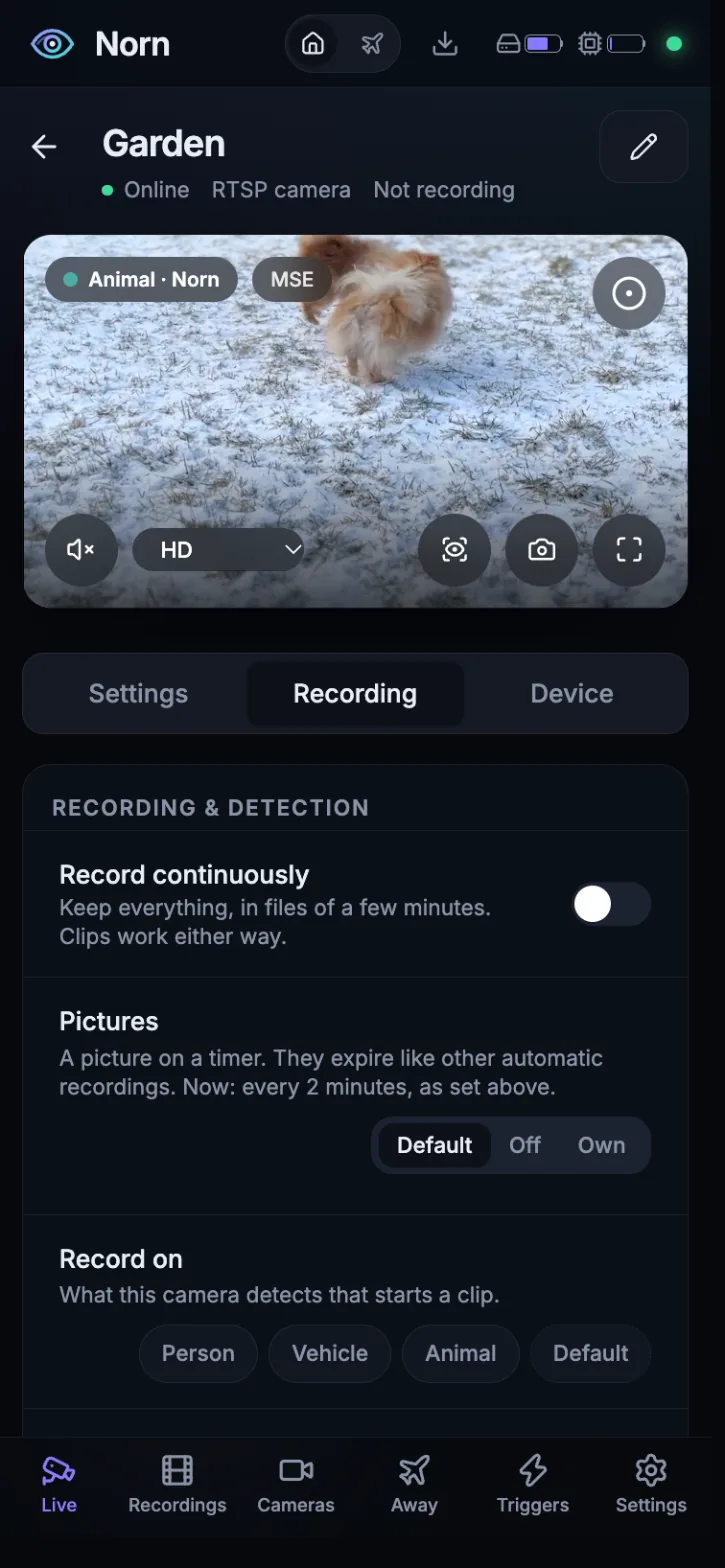 Norn
Garden
Online RTSP camera Not recording
Animal · Norn MSE
HD
Settings Recording Device
RECORDING & DETECTION
Record continuously
Keep everything, in files of a few minutes.
Clips work either way.
Pictures
A picture on a timer. They expire like other automatic
recordings. Now: every 2 minutes, as set above.
Default Off Own
Record on
What this camera detects that starts a clip.
Person Vehicle Animal Default
Live Recordings Cameras Away Triggers Settings